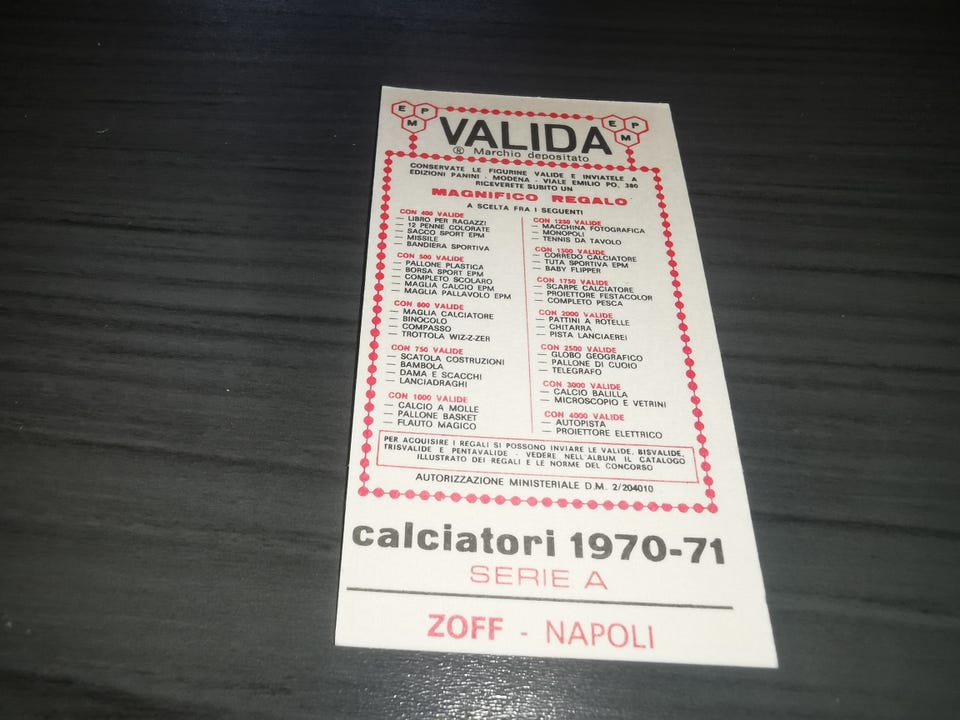 E P M
VALIDA
E P M
® Marchio depositato
CONSERVATE LE FIGURINE VALIDE E INVIATELE A
EDIZIONI PANINI - MODENA - VIALE EMILIO PO, 380
RICEVERETE SUBITO UN
MAGNIFICO REGALO
A SCELTA FRA I SEGUENTI
CON 400 VALIDE
— LIBRO PER RAGAZZI
— 12 PENNE COLORATE
— SACCO SPORT EPM
— MISSILE
— BANDIERA SPORTIVA
CON 500 VALIDE
— PALLONE PLASTICA
— BORSA SPORT EPM
— COMPLETO SCOLARO
— MAGLIA CALCIO EPM
— MAGLIA PALLAVOLO EPM
CON 600 VALIDE
— MAGLIA CALCIATORE
— BINOCOLO
— COMPASSO
— TROTTOLA WIZ-Z-ZER
CON 750 VALIDE
— SCATOLA COSTRUZIONI
— BAMBOLA
— DAMA E SCACCHI
— LANCIADRAGHI
CON 1000 VALIDE
— CALCIO A MOLLE
— PALLONE BASKET
— FLAUTO MAGICO
CON 1250 VALIDE
— MACCHINA FOTOGRAFICA
— MONOPOLI
— TENNIS DA TAVOLO
CON 1500 VALIDE
— CORREDO CALCIATORE
— TUTA SPORTIVA EPM
— BABY FLIPPER
CON 1750 VALIDE
— SCARPE CALCIATORE
— PROIETTORE FESTACOLOR
— COMPLETO PESCA
CON 2000 VALIDE
— PATTINI A ROTELLE
— CHITARRA
— PISTA LANCIAEREI
CON 2500 VALIDE
— GLOBO GEOGRAFICO
— PALLONE DI CUOIO
— TELEGRAFO
CON 3000 VALIDE
— CALCIO BALILLA
— MICROSCOPIO E VETRINI
CON 4000 VALIDE
— AUTOPISTA
— PROIETTORE ELETTRICO
PER ACQUISIRE I REGALI SI POSSONO INVIARE LE VALIDE, BISVALIDE,
TRISVALIDE E PENTAVALIDE - VEDERE NELL'ALBUM IL CATALOGO
ILLUSTRATO DEI REGALI E LE NORME DEL CONCORSO
AUTORIZZAZIONE MINISTERIALE D.M. 2/204010
calciatori 1970-71
SERIE A
ZOFF - NAPOLI